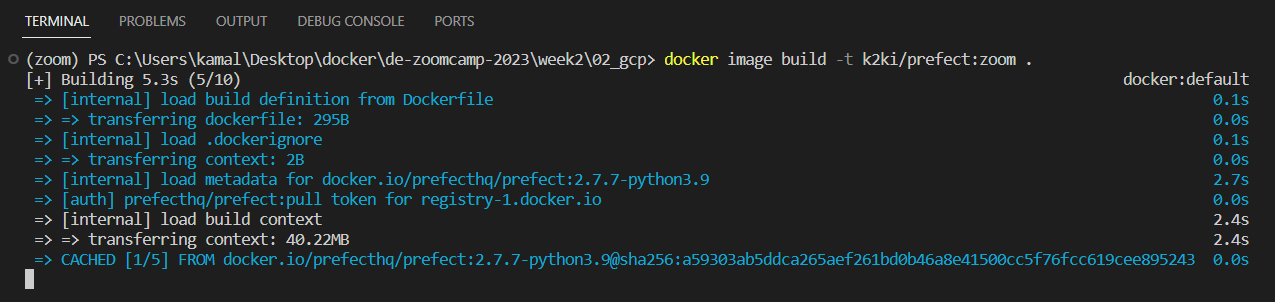 TERMINAL PROBLEMS OUTPUT DEBUG CONSOLE PORTS
(zoom) PS C:\Users\kamal\Desktop\docker\de-zoomcamp-2023\week2\02_gcp> docker image build -t k2ki/prefect:zoom .
[+] Building 5.3s (5/10) docker:default
=> [internal] load build definition from Dockerfile 0.1s
=> => transferring dockerfile: 295B 0.0s
=> [internal] load .dockerignore 0.1s
=> => transferring context: 2B 0.0s
=> [internal] load metadata for docker.io/prefecthq/prefect:2.7.7-python3.9 2.7s
=> [auth] prefecthq/prefect:pull token for registry-1.docker.io 0.0s
=> [internal] load build context 2.4s
=> => transferring context: 40.22MB 2.4s
=> CACHED [1/5] FROM docker.io/prefecthq/prefect:2.7.7-python3.9@sha256:a59303ab5ddca265aef261bd0b46a8e41500cc5f76fcc619cee895243 0.0s